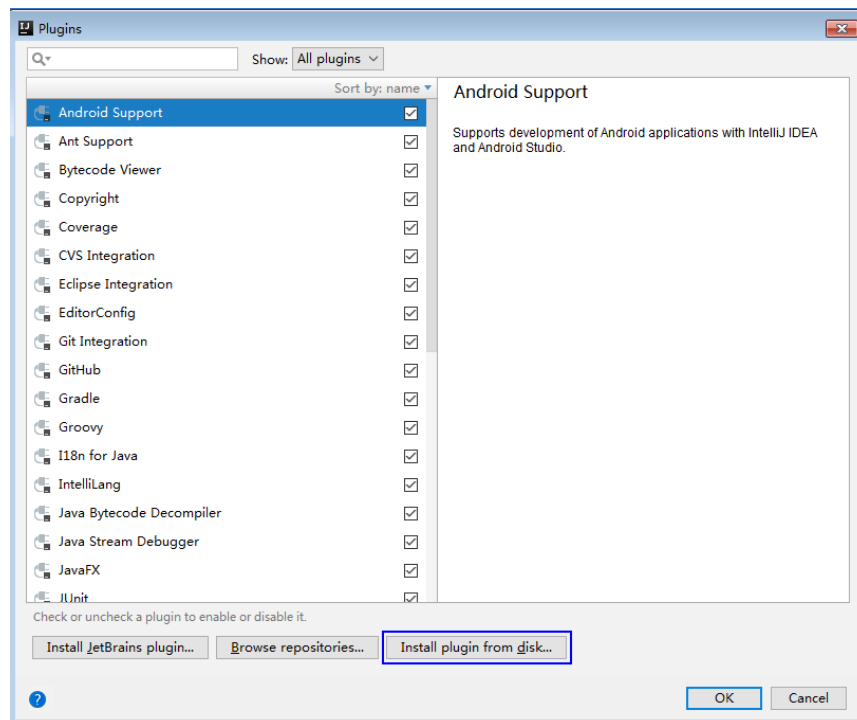 Plugins
Show: All plugins
Sort by: name
Android Support
Ant Support
Bytecode Viewer
Copyright
Coverage
CVS Integration
Eclipse Integration
EditorConfig
Git Integration
GitHub
Gradle
Groovy
I18n for Java
IntelliLang
Java Bytecode Decompiler
Java Stream Debugger
JavaFX
JUnit
Android Support
Supports development of Android applications with IntelliJ IDEA
and Android Studio.
Check or uncheck a plugin to enable or disable it.
Install JetBrains plugin... Browse repositories... Install plugin from disk...
? OK Cancel